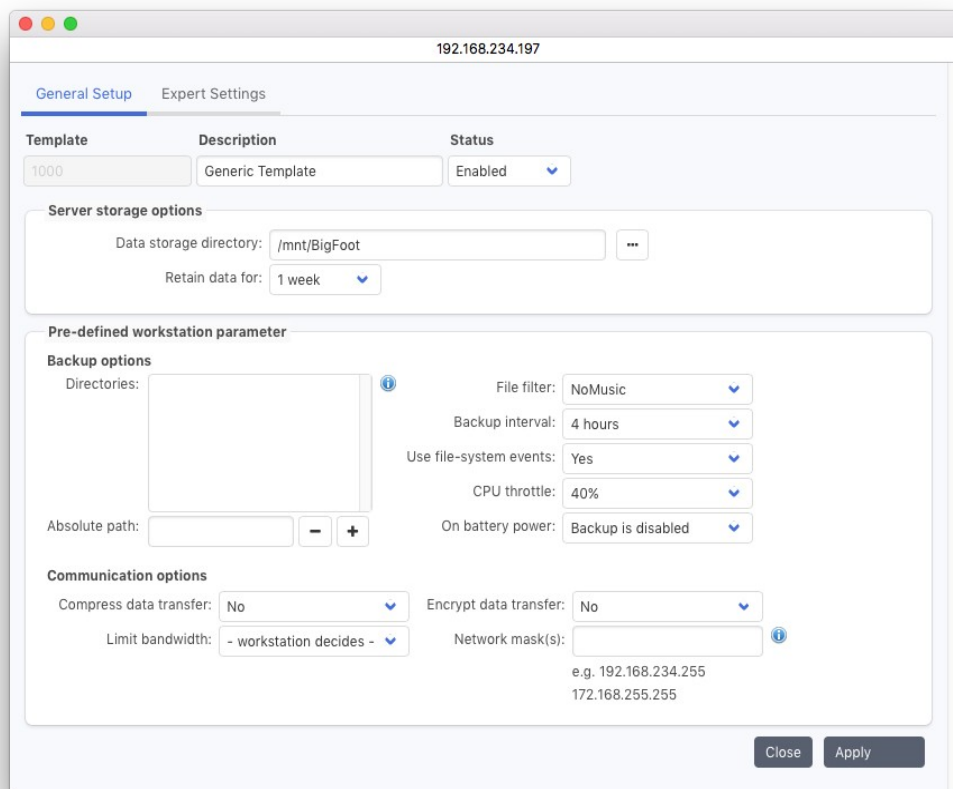 192.168.234.197
General Setup Expert Settings
Template Description Status
1000 Generic Template Enabled
Server storage options
Data storage directory: /mnt/BigFoot ...
Retain data for: 1 week
Pre-defined workstation parameter
Backup options
Directories: File filter: NoMusic
Backup interval: 4 hours
Use file-system events: Yes
CPU throttle: 40%
Absolute path: - + On battery power: Backup is disabled
Communication options
Compress data transfer: No Encrypt data transfer: No
Limit bandwidth: - workstation decides - Network mask(s):
e.g. 192.168.234.255
172.168.255.255
Close Apply